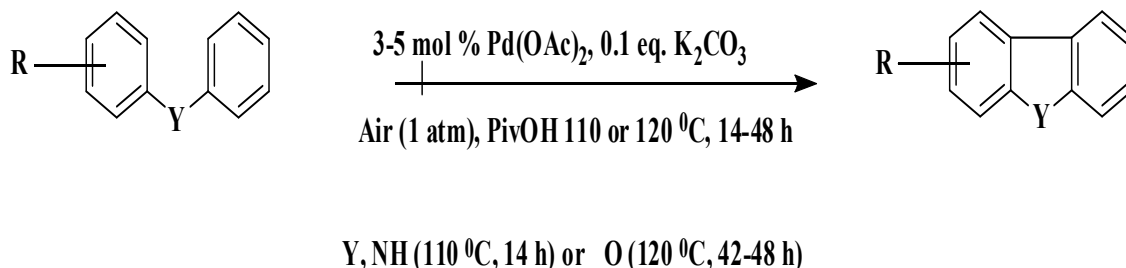 R
Y
3-5 mol % Pd(OAc)2, 0.1 eq. K2CO3
Air (1 atm), PivOH 110 or 120 ⁰C, 14-48 h
R
Y
Y, NH (110 ⁰C, 14 h) or O (120 ⁰C, 42-48 h)